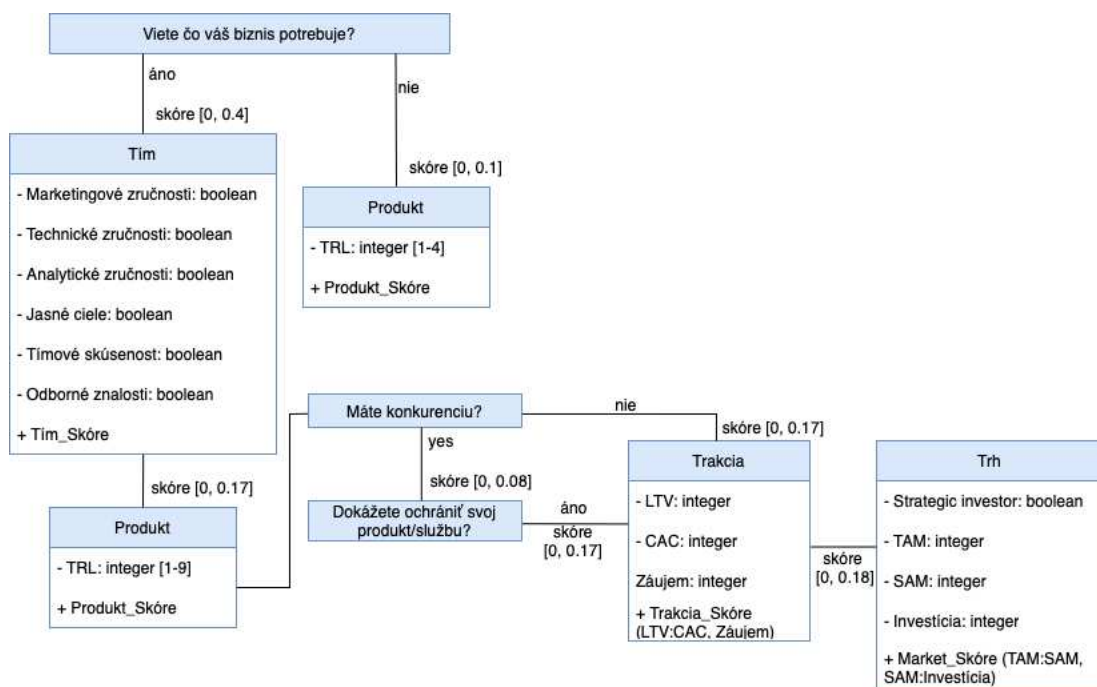 Viete čo váš biznis potrebuje?
áno
nie
skóre [0, 0.4]
skóre [0, 0.1]
Tím
- Marketingové zručnosti: boolean
- Technické zručnosti: boolean
- Analytické zručnosti: boolean
- Jasné ciele: boolean
- Tímové skúsenost: boolean
- Odborné znalosti: boolean
+ Tím_Skóre
Produkt
- TRL: integer [1-4]
+ Produkt_Skóre
skóre [0, 0.17]
Produkt
- TRL: integer [1-9]
+ Produkt_Skóre
Máte konkurenciu?
nie
yes
skóre [0, 0.17]
skóre [0, 0.08]
Dokážete ochrániť svoj
produkt/službu?
áno
skóre
[0, 0.17]
Trakcia
- LTV: integer
- CAC: integer
Záujem: integer
+ Trakcia_Skóre
(LTV:CAC, Záujem)
skóre
[0, 0.18]
Trh
- Strategic investor: boolean
- TAM: integer
- SAM: integer
- Investícia: integer
+ Market_Skóre (TAM:SAM,
SAM:Investícia)